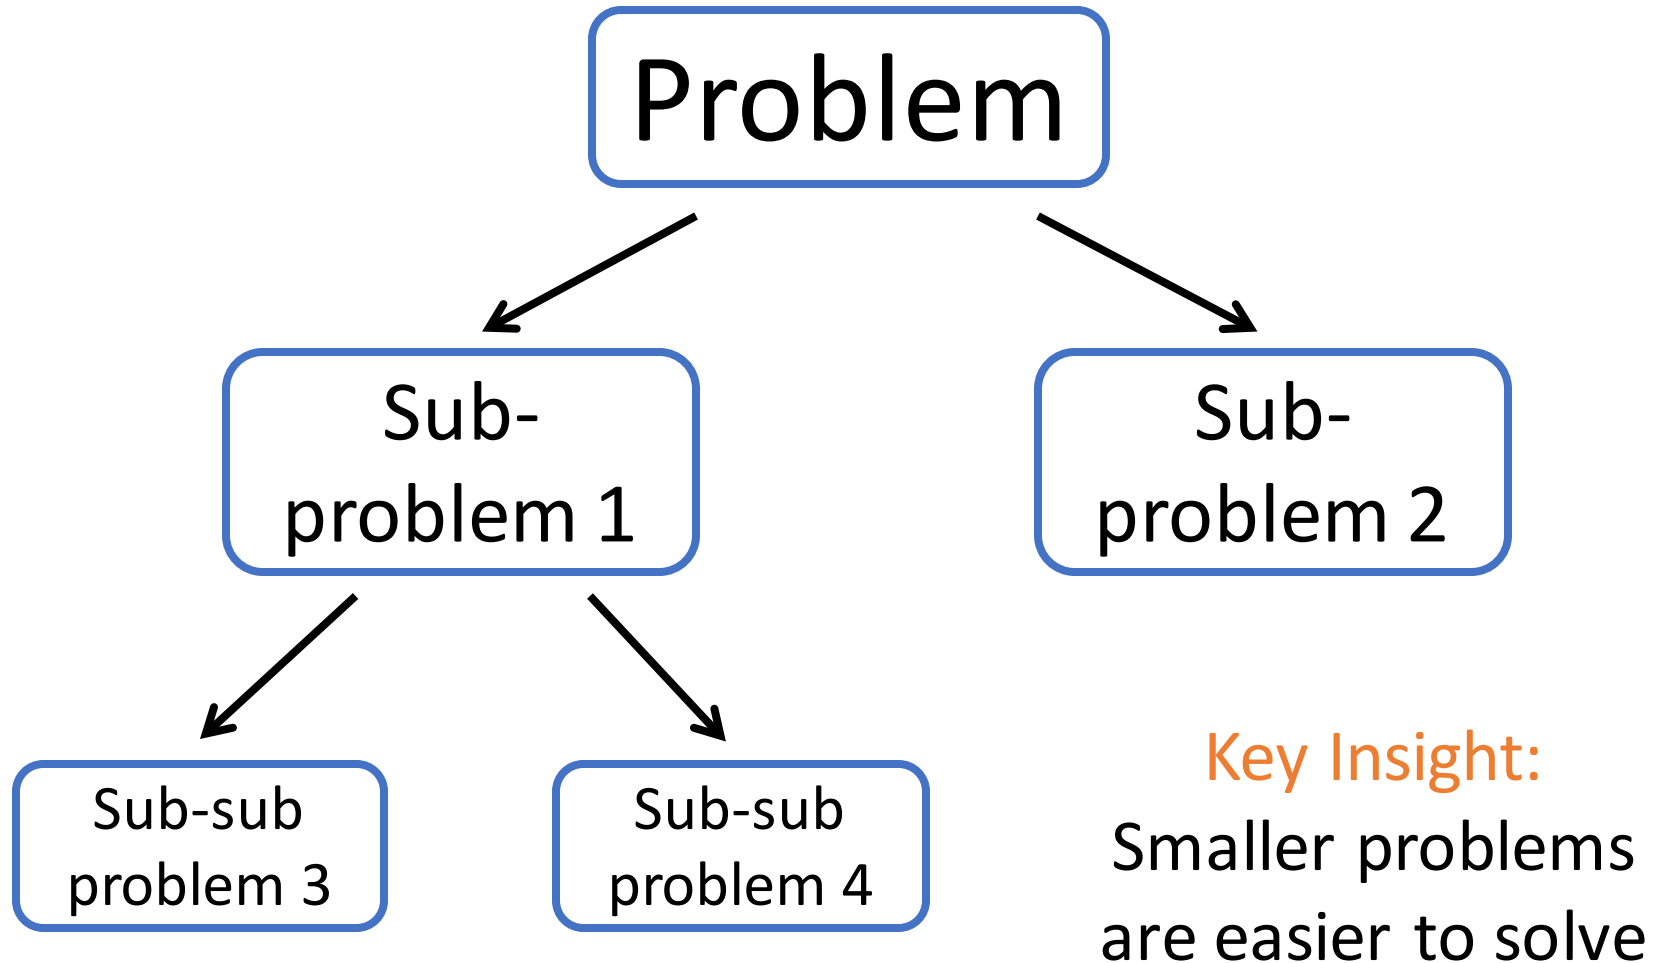 Problem
Sub-
problem 1
Sub-
problem 2
Sub-sub
problem 3
Sub-sub
problem 4
Key Insight:
Smaller problems
are easier to solve